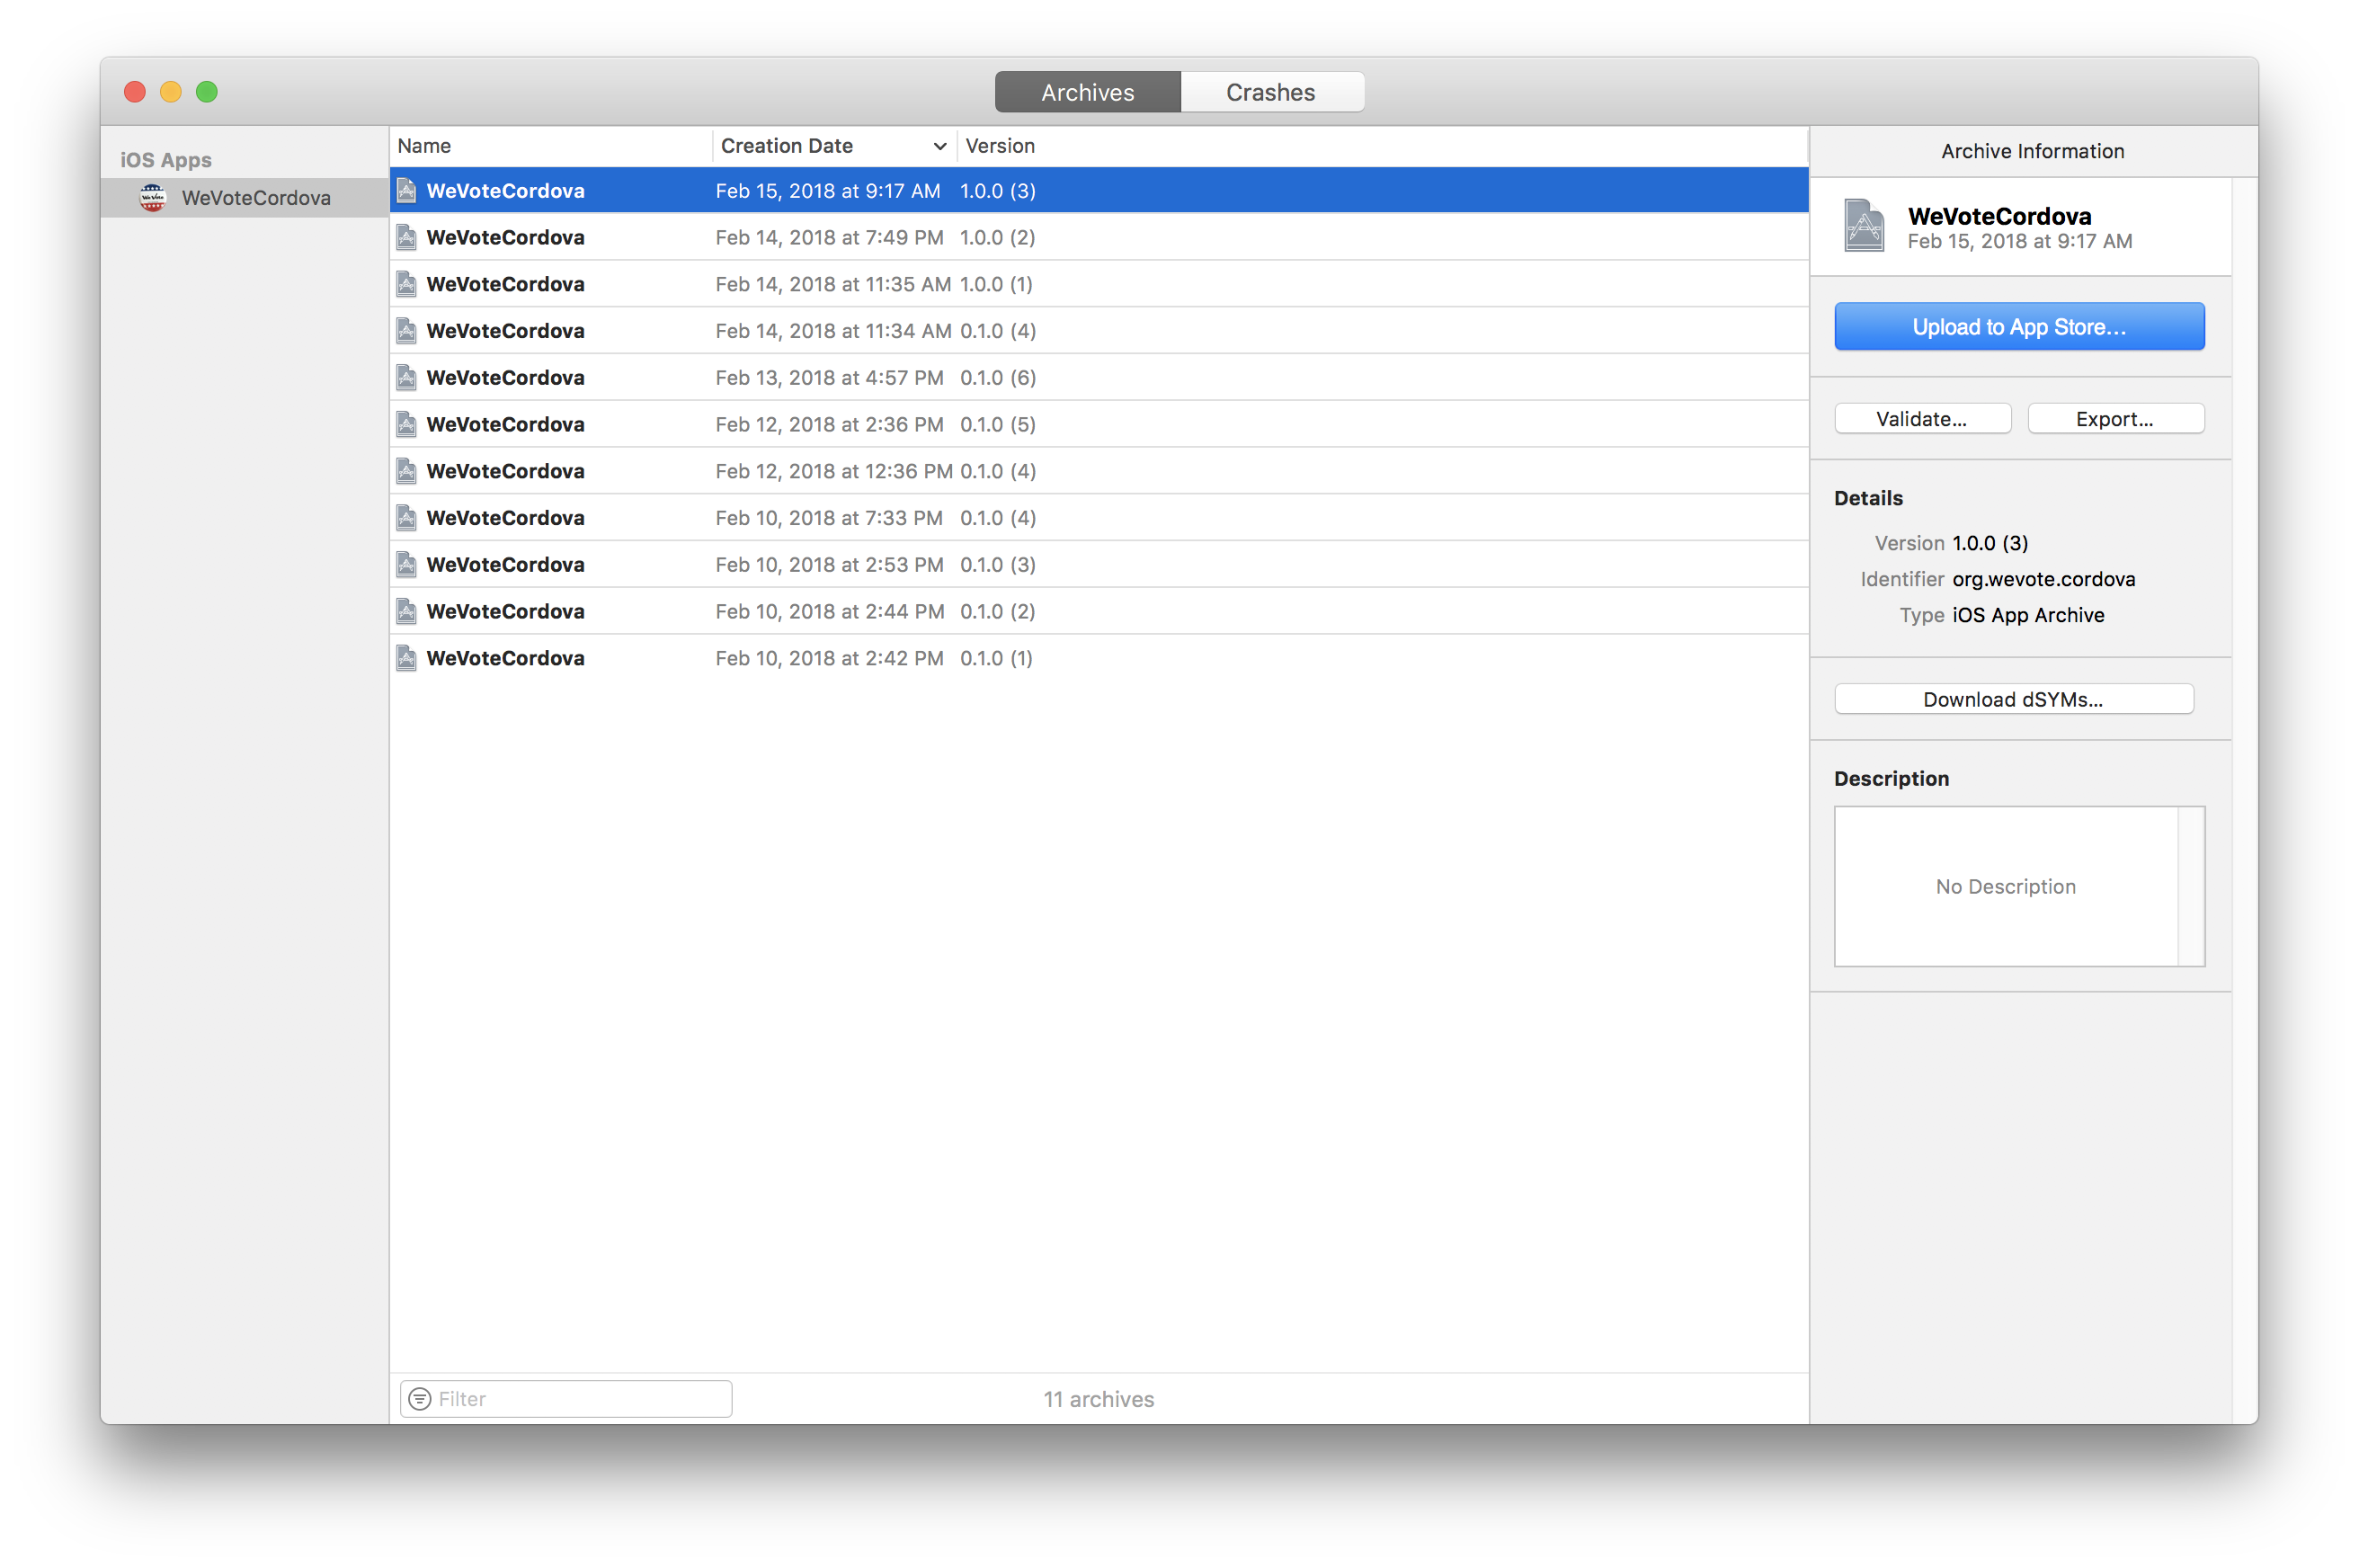 Archives Crashes
iOS Apps
WeVoteCordova
Name Creation Date Version
WeVoteCordova Feb 15, 2018 at 9:17 AM 1.0.0 (3)
WeVoteCordova Feb 14, 2018 at 7:49 PM 1.0.0 (2)
WeVoteCordova Feb 14, 2018 at 11:35 AM 1.0.0 (1)
WeVoteCordova Feb 14, 2018 at 11:34 AM 0.1.0 (4)
WeVoteCordova Feb 13, 2018 at 4:57 PM 0.1.0 (6)
WeVoteCordova Feb 12, 2018 at 2:36 PM 0.1.0 (5)
WeVoteCordova Feb 12, 2018 at 12:36 PM 0.1.0 (4)
WeVoteCordova Feb 10, 2018 at 7:33 PM 0.1.0 (4)
WeVoteCordova Feb 10, 2018 at 2:53 PM 0.1.0 (3)
WeVoteCordova Feb 10, 2018 at 2:44 PM 0.1.0 (2)
WeVoteCordova Feb 10, 2018 at 2:42 PM 0.1.0 (1)
Filter
11 archives
Archive Information
WeVoteCordova
Feb 15, 2018 at 9:17 AM
Upload to App Store...
Validate... Export...
Details
Version 1.0.0 (3)
Identifier org.wevote.cordova
Type iOS App Archive
Download dSYMs...
Description
No Description